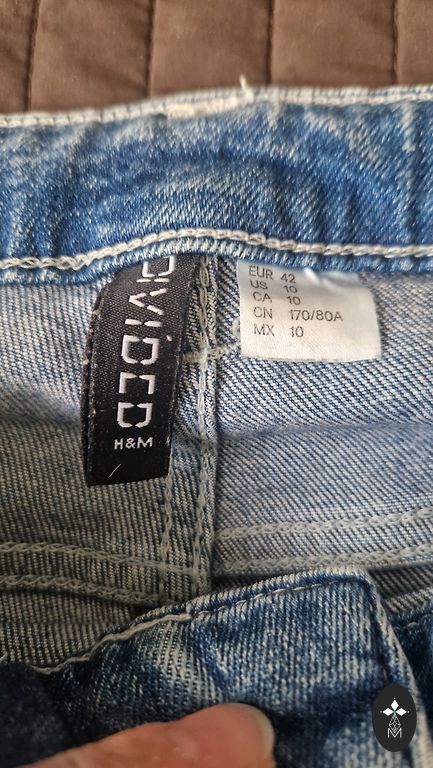 DIVIDED
H&M
EUR 42
US 10
CA 10
CN 170/80A
MX 10
M